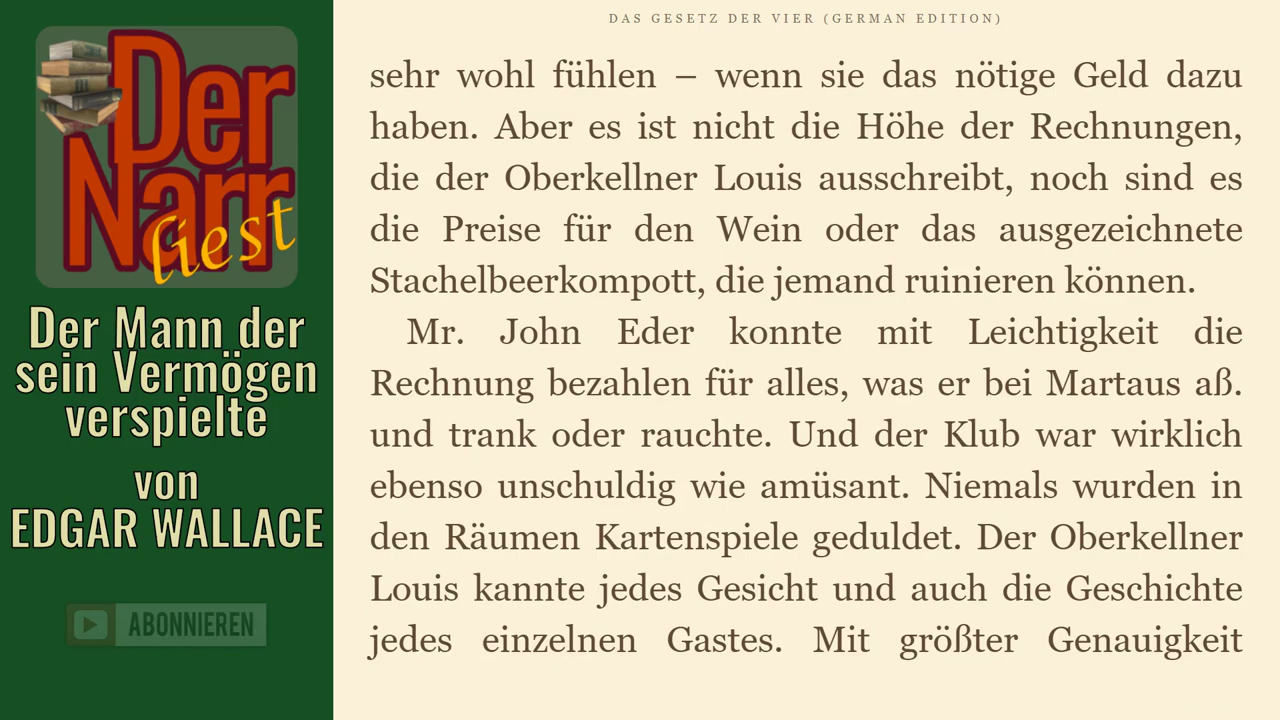 Der
Narr
liest
Der Mann der
sein Vermögen
verspielte
von
EDGAR WALLACE
ABONNIEREN
DAS GESETZ DER VIER (GERMAN EDITION)
sehr wohl fühlen – wenn sie das nötige Geld dazu
haben. Aber es ist nicht die Höhe der Rechnungen,
die der Oberkellner Louis ausschreibt, noch sind es
die Preise für den Wein oder das ausgezeichnete
Stachelbeerkompott, die jemand ruinieren können.
Mr. John Eder konnte mit Leichtigkeit die
Rechnung bezahlen für alles, was er bei Martaus aß.
und trank oder rauchte. Und der Klub war wirklich
ebenso unschuldig wie amüsant. Niemals wurden in
den Räumen Kartenspiele geduldet. Der Oberkellner
Louis kannte jedes Gesicht und auch die Geschichte
jedes einzelnen Gastes. Mit größter Genauigkeit